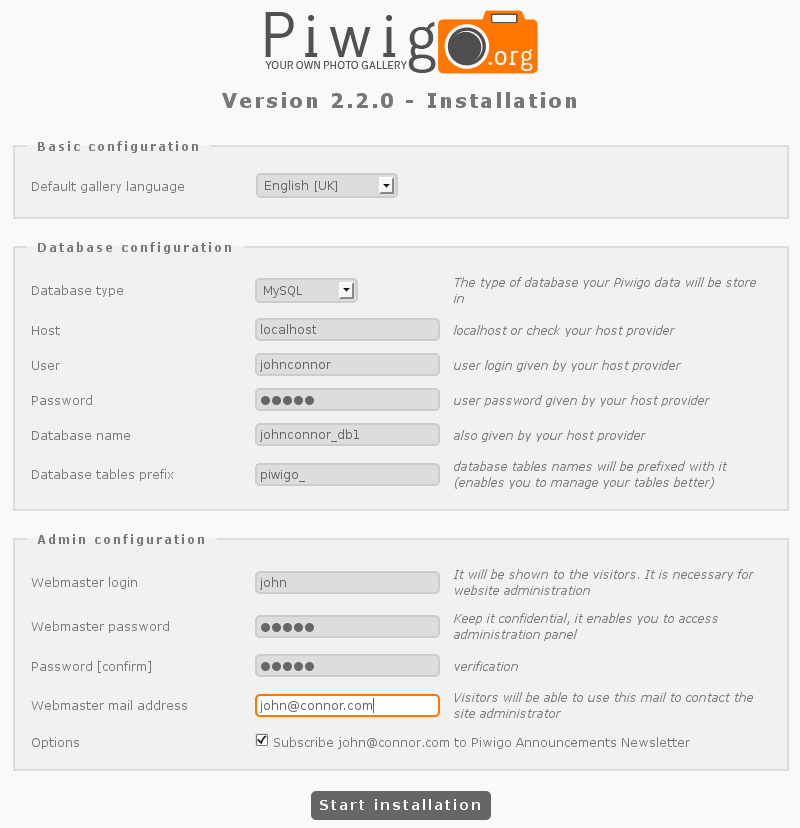 Piwigo.org
YOUR OWN PHOTO GALLERY
Version 2.2.0 - Installation
Basic configuration
Default gallery language English [UK]
Database configuration
Database type MySQL The type of database your Piwigo data will be store
in
Host localhost localhost or check your host provider
User johnconnor user login given by your host provider
Password ●●●●● user password given by your host provider
Database name johnconnor_db1 also given by your host provider
Database tables prefix piwigo_ database tables names will be prefixed with it
(enables you to manage your tables better)
Admin configuration
Webmaster login john It will be shown to the visitors. It is necessary for
website administration
Webmaster password ●●●●● Keep it confidential, it enables you to access
administration panel
Password [confirm] ●●●●● verification
Webmaster mail address john@connor.com Visitors will be able to use this mail to contact the
site administrator
Options Subscribe john@connor.com to Piwigo Announcements Newsletter
Start installation